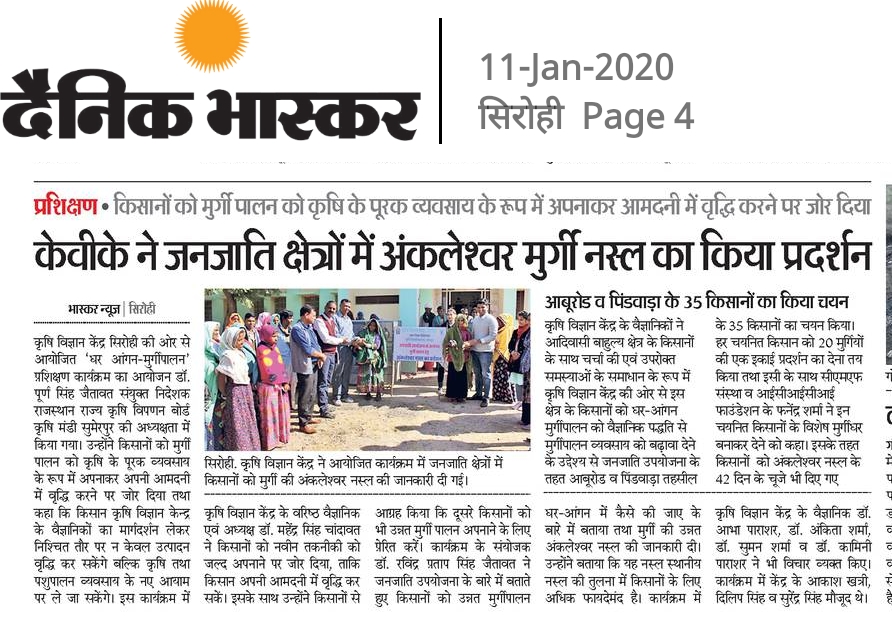 दैनिक भास्कर
11-Jan-2020
सिरोही Page 4
प्रशिक्षण • किसानों को मुर्गी पालन को कृषि के पूरक व्यवसाय के रूप में अपनाकर आमदनी में वृद्धि करने पर जोर दिया
केवीके ने जनजाति क्षेत्रों में अंकलेश्वर मुर्गी नस्ल का किया प्रदर्शन
भास्कर न्यूज | सिरोही
कृषि विज्ञान केंद्र सिरोही की ओर से
आयोजित 'घर आंगन-मुर्गीपालन'
प्रशिक्षण कार्यक्रम का आयोजन डॉ.
पूर्ण सिंह जैतावत संयुक्त निदेशक
राजस्थान राज्य कृषि विपणन बोर्ड
कृषि मंडी सुमेरपुर की अध्यक्षता में
किया गया। उन्होंने किसानों को मुर्गी
पालन को कृषि के पूरक व्यवसाय
के रूप में अपनाकर अपनी आमदनी
में वृद्धि करने पर जोर दिया तथा
कहा कि किसान कृषि विज्ञान केन्द्र
के वैज्ञानिकों का मार्गदर्शन लेकर
निश्चित तौर पर न केवल उत्पादन
वृद्धि कर सकेंगे बल्कि कृषि तथा
पशुपालन व्यवसाय के नए आयाम
पर ले जा सकेंगे। इस कार्यक्रम में
सिरोही. कृषि विज्ञान केंद्र ने आयोजित कार्यक्रम में जनजाति क्षेत्रों में
किसानों को मुर्गी की अंकलेश्वर नस्ल की जानकारी दी गई।
कृषि विज्ञान केंद्र के वरिष्ठ वैज्ञानिक
एवं अध्यक्ष डॉ. महेंद्र सिंह चांदावत
ने किसानों को नवीन तकनीकी को
जल्द अपनाने पर जोर दिया, ताकि
किसान अपनी आमदनी में वृद्धि कर
सकें। इसके साथ उन्होंने किसानों से
आग्रह किया कि दूसरे किसानों को
भी उन्नत मुर्गी पालन अपनाने के लिए
प्रेरित करें। कार्यक्रम के संयोजक
डॉ. रविंद्र प्रताप सिंह जैतावत ने
जनजाति उपयोजना के बारे में बताते
हुए किसानों को उन्नत मुर्गीपालन
आबूरोड व पिंडवाड़ा के 35 किसानों का किया चयन
कृषि विज्ञान केंद्र के वैज्ञानिकों ने
आदिवासी बाहुल्य क्षेत्र के किसानों
के साथ चर्चा की एवं उपरोक्त
समस्याओं के समाधान के रूप में
कृषि विज्ञान केंद्र की ओर से इस
क्षेत्र के किसानों को घर-आंगन
मुर्गीपालन को वैज्ञानिक पद्धति से
मुर्गीपालन व्यवसाय को बढ़ावा देने
के उद्देश्य से जनजाति उपयोजना के
तहत आबूरोड व पिंडवाड़ा तहसील
के 35 किसानों का चयन किया।
हर चयनित किसान को 20 मुर्गियों
की एक इकाई प्रदर्शन का देना तय
किया तथा इसी के साथ सीएमएफ
संस्था व आईसीआईसीआई
फाउंडेशन के फनेंद्र शर्मा ने इन
चयनित किसानों के विशेष मुर्गीघर
बनाकर देने को कहा। इसके तहत
किसानों को अंकलेश्वर नस्ल के
42 दिन के चूजे भी दिए गए
घर-आंगन में कैसे की जाए के
बारे में बताया तथा मुर्गी की उन्नत
अंकलेश्वर नस्ल की जानकारी दी।
उन्होंने बताया कि यह नस्ल स्थानीय
नस्ल की तुलना में किसानों के लिए
अधिक फायदेमंद है। कार्यक्रम में
कृषि विज्ञान केंद्र के वैज्ञानिक डॉ.
आभा पाराशर, डॉ. अंकिता शर्मा,
डॉ. सुमन शर्मा व डॉ. कामिनी
पाराशर ने भी विचार व्यक्त किए।
कार्यक्रम में केंद्र के आकाश खत्री,
दिलिप सिंह व सुरेंद्र सिंह मौजूद थे।